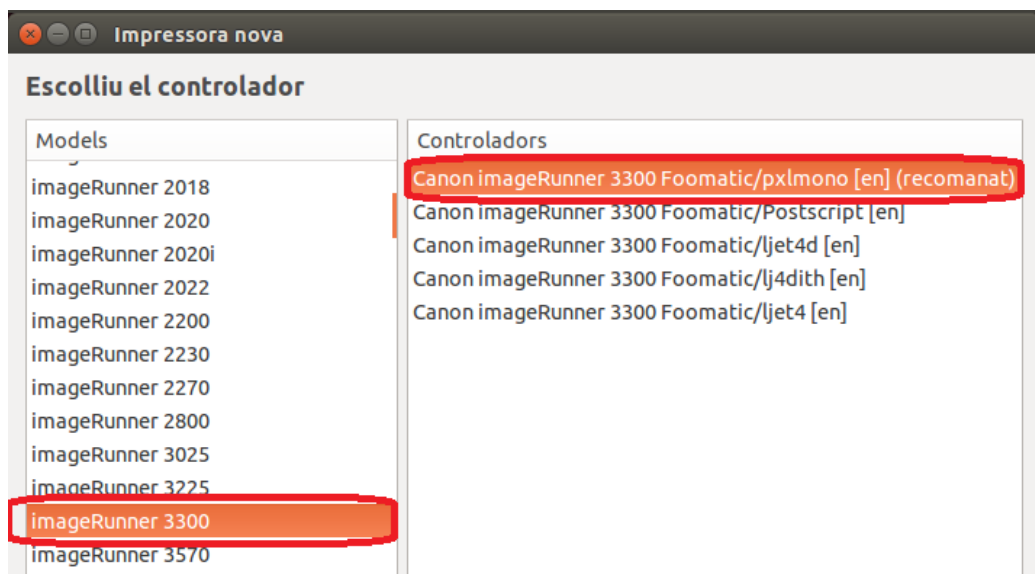 Impressora nova
Escolliu el controlador
Models
imageRunner 2018
imageRunner 2020
imageRunner 2020i
imageRunner 2022
imageRunner 2200
imageRunner 2230
imageRunner 2270
imageRunner 2800
imageRunner 3025
imageRunner 3225
imageRunner 3300
imageRunner 3570
Controladors
Canon imageRunner 3300 Foomatic/pxlmono [en] (recomanat)
Canon imageRunner 3300 Foomatic/Postscript [en]
Canon imageRunner 3300 Foomatic/ljet4d [en]
Canon imageRunner 3300 Foomatic/lj4dith [en]
Canon imageRunner 3300 Foomatic/ljet4 [en]